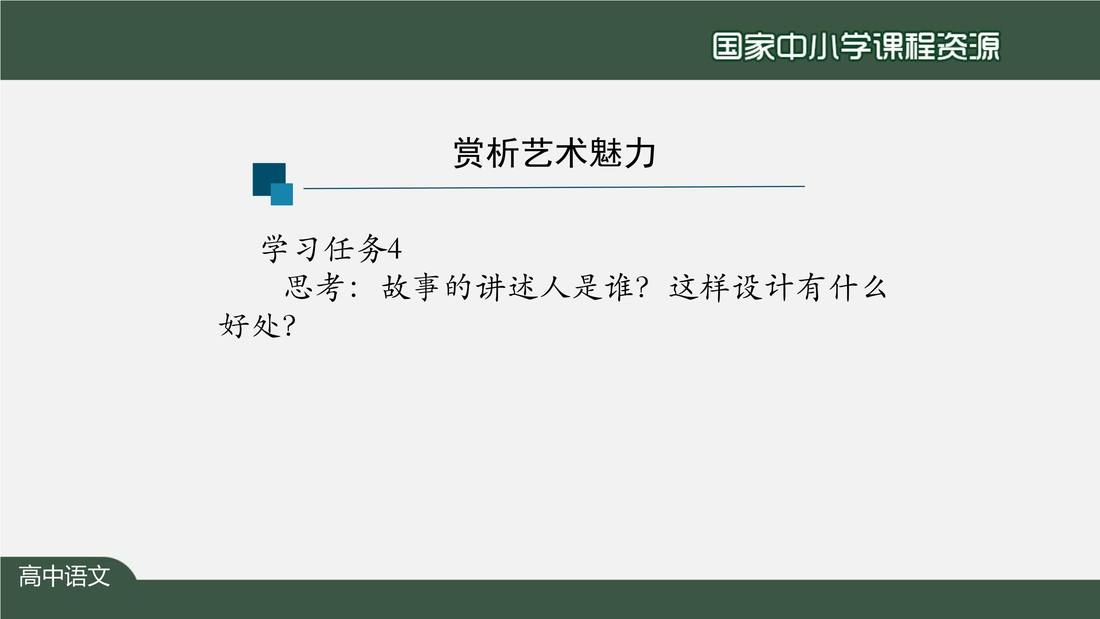 国家中小学课程资源
赏析艺术魅力
学习任务4
思考：故事的讲述人是谁？这样设计有什么
好处？
高中语文